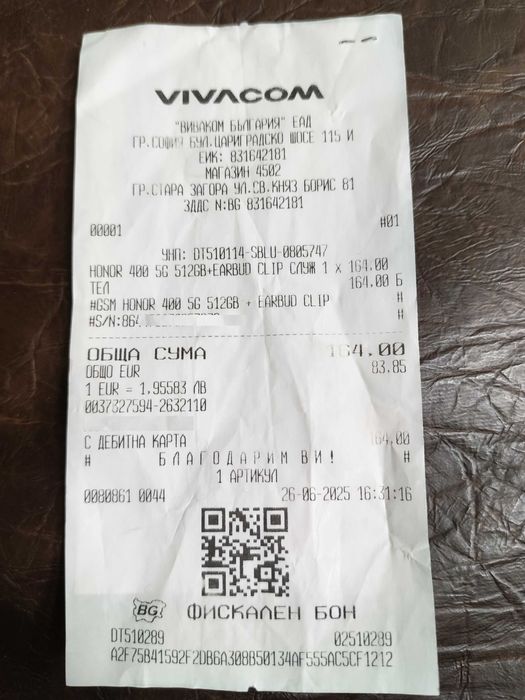 VIVACOM
"ВИВАКОМ БЪЛГАРИЯ" ЕАД
ГР.СОФИЯ БУЛ.ЦАРИГРАДСКО ШОСЕ 115 И
ЕИК: 831642181
МАГАЗИН 4502
ГР.СТАРА ЗАГОРА УЛ.СВ.КНЯЗ БОРИС 81
ЗДДС N:BG 831642181
00001 #01
УНП: DT510114-SBLU-0805747
HONOR 400 5G 512GB+EARBUD CLIP СЛУЖ 1 x 164.00
ТЕЛ 164.00 Б
#GSM HONOR 400 5G 512GB + EARBUD CLIP #
#S/N:864 #
ОБЩА СУМА 164.00
ОБЩО EUR 83.85
1 EUR = 1,95583 ЛВ
0037327594-2632110
С ДЕБИТНА КАРТА 164.00
# БЛАГОДАРИМ ВИ! #
1 АРТИКУЛ
0080861 0044 26-06-2025 16:31:16
BG ФИСКАЛЕН БОН
DT510289 02510289
A2F75B41592F2DB6A308B50134AF555AC5CF1212